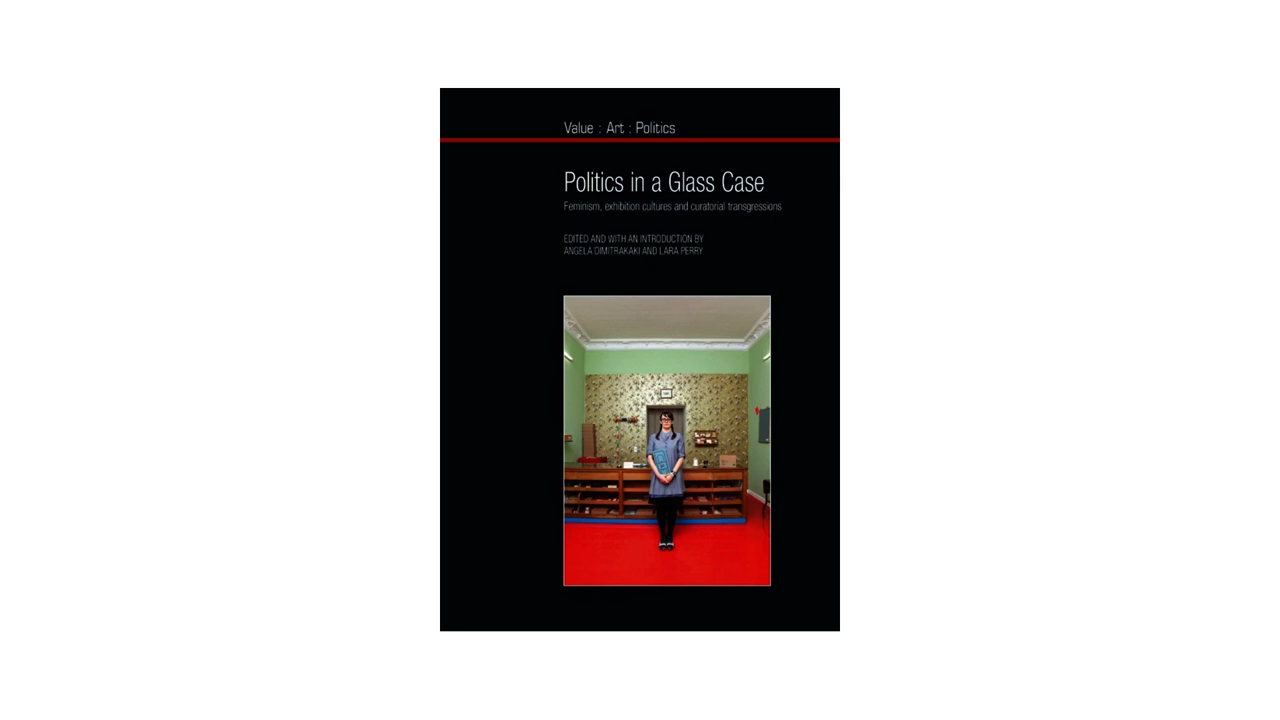 Value : Art : Politics
Politics in a Glass Case
Feminism, exhibition cultures and curatorial transgressions
EDITED AND WITH AN INTRODUCTION BY
ANGELA DIMITRAKAKI AND LARA PERRY